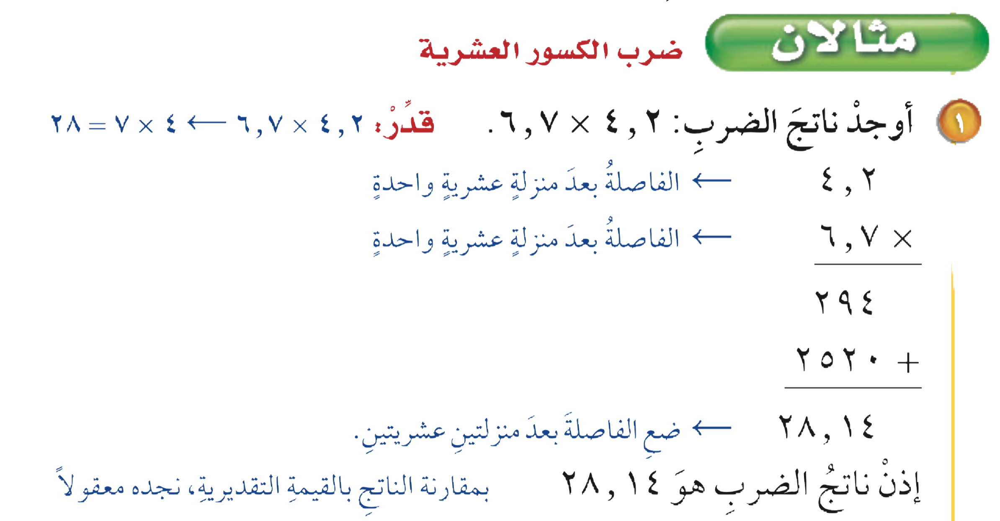 مثالان
ضرب الكسور العشرية
١ أوجدْ ناتجَ الضربِ: ٤,٢ × ٦,٧. قدِّرْ: ٤,٢ × ٦,٧ ← ٤ × ٧ = ٢٨
٤,٢ ← الفاصلةُ بعدَ منزلةٍ عشريةٍ واحدةٍ
× ٦,٧ ← الفاصلةُ بعدَ منزلةٍ عشريةٍ واحدةٍ
٢٩٤
+ ٢٥٢٠
٢٨,١٤ ← ضعِ الفاصلةَ بعدَ منزلتينِ عشريتينِ.
إذنْ ناتجُ الضربِ هوَ ٢٨,١٤ بمقارنة الناتجِ بالقيمةِ التقديريةِ، نجده معقولاً